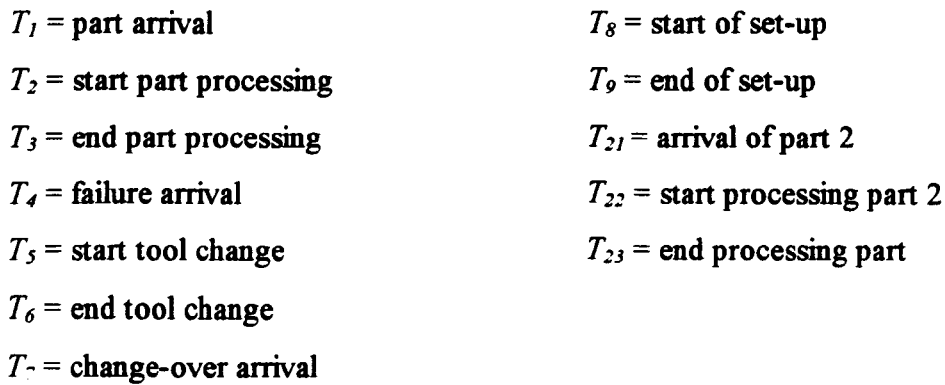 T1 = part arrival
T2 = start part processing
T3 = end part processing
T4 = failure arrival
T5 = start tool change
T6 = end tool change
T- = change-over arrival
T8 = start of set-up
T9 = end of set-up
T21 = arrival of part 2
T22 = start processing part 2
T23 = end processing part